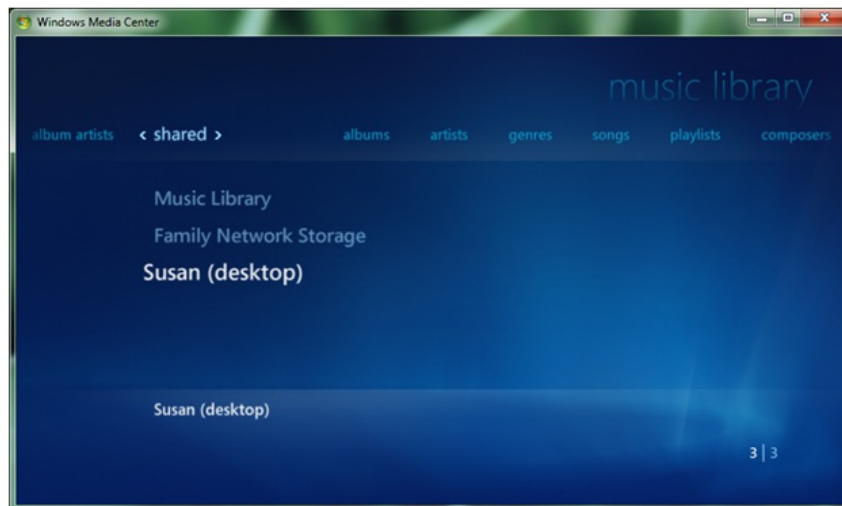 Windows Media Center
music library
album artists < shared > albums artists genres songs playlists composers
Music Library
Family Network Storage
Susan (desktop)
Susan (desktop)
3 | 3